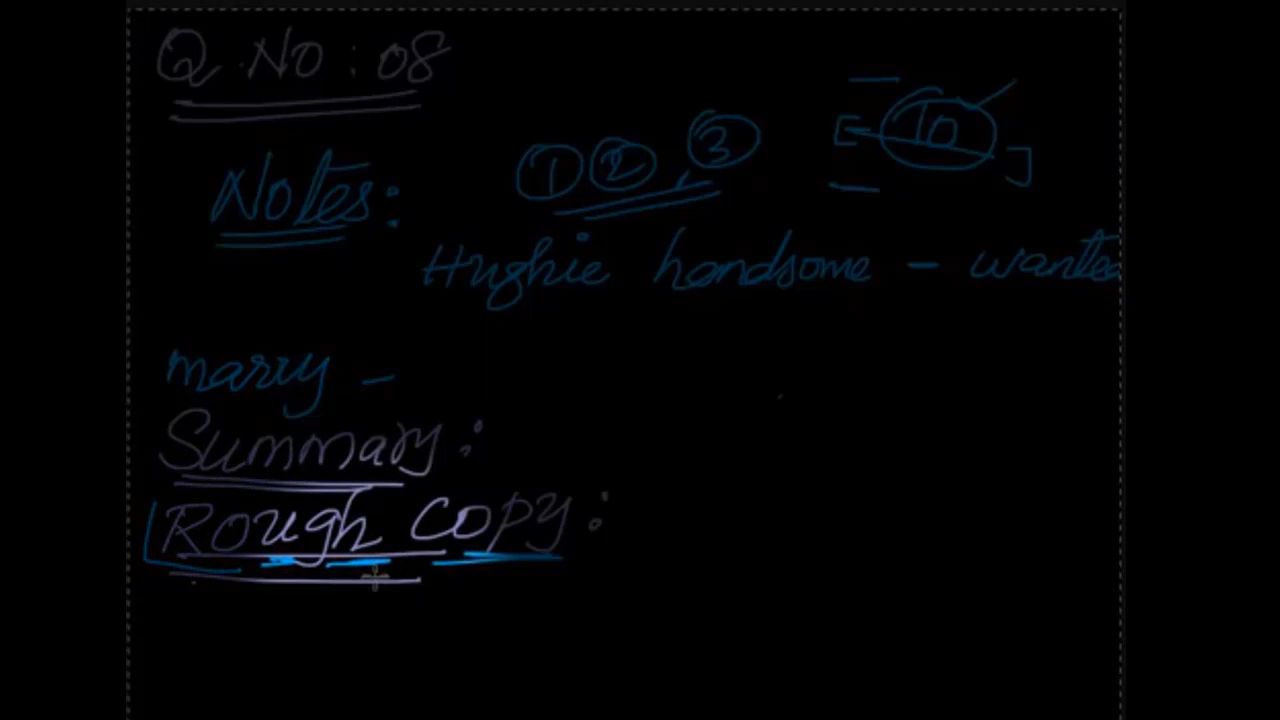 Q.No : 08
① ② , ③ [10]
Notes:
Hughie handsome - wanted
marry -
Summary:
Rough Copy: